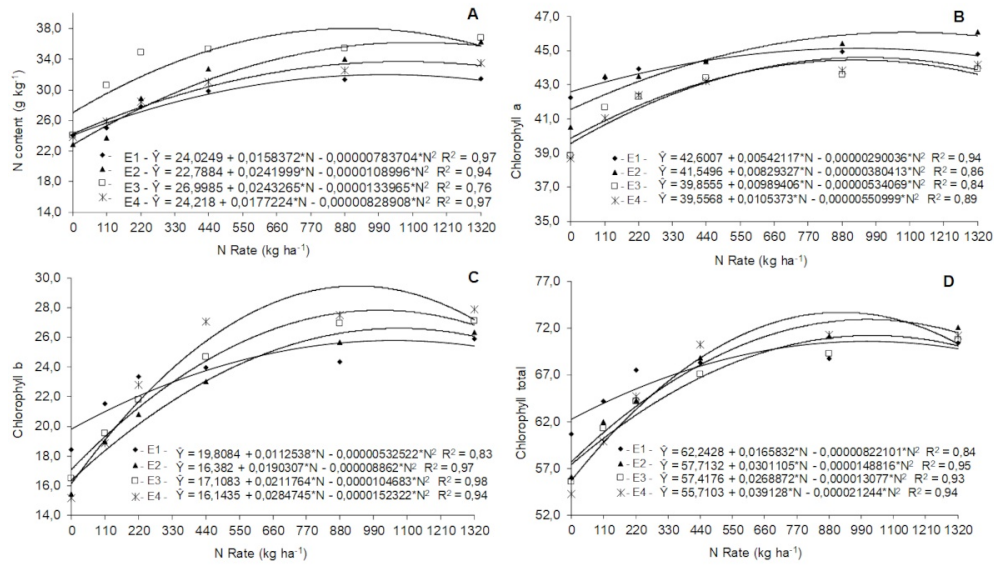 A
38,0
34,0
30,0
26,0
22,0
18,0
14,0
N content (g kg⁻¹)
E1 - Ŷ = 24,0249 + 0,0158372*N – 0,00000783704*N² R² = 0,97
E2 - Ŷ = 22,7884 + 0,0241999*N – 0,0000108996*N² R² = 0,94
E3 - Ŷ = 26,9985 + 0,0243265*N – 0,0000133965*N² R² = 0,76
E4 - Ŷ = 24,218 + 0,0177224*N – 0,00000828908*N² R² = 0,97
0 110 220 330 440 550 660 770 880 990 1100 1210 1320
N Rate (kg ha⁻¹)
B
47,0
45,0
43,0
41,0
39,0
37,0
35,0
Chlorophyll a
- E1 - Ŷ = 42,6007 + 0,00542117*N – 0,00000290036*N² R² = 0,94
- E2 - Ŷ = 41,5496 + 0,00829327*N – 0,00000380413*N² R² = 0,86
- E3 - Ŷ = 39,8555 + 0,00989406*N – 0,00000534069*N² R² = 0,84
- E4 - Ŷ = 39,5568 + 0,0105373*N – 0,00000550999*N² R² = 0,89
0 110 220 330 440 550 660 770 880 990 1100 1210 1320
N Rate (kg ha⁻¹)
C
28,0
26,0
24,0
22,0
20,0
18,0
16,0
14,0
Chlorophyll b
- E1 - Ŷ = 19,8084 + 0,0112538*N – 0,00000532522*N² R² = 0,83
- E2 - Ŷ = 16,382 + 0,0190307*N – 0,000008862*N² R² = 0,97
- E3 - Ŷ = 17,1083 + 0,0211764*N – 0,0000104683*N² R² = 0,98
- E4 - Ŷ = 16,1435 + 0,0284745*N – 0,0000152322*N² R² = 0,94
0 110 220 330 440 550 660 770 880 990 1100 1210 1320
N Rate (kg ha⁻¹)
D
77,0
72,0
67,0
62,0
57,0
52,0
Chlorophyll total
- E1 - Ŷ = 62,2428 + 0,0165832*N – 0,00000822101*N² R² = 0,84
- E2 - Ŷ = 57,7132 + 0,0301105*N – 0,0000148816*N² R² = 0,95
- E3 - Ŷ = 57,4176 + 0,0268872*N – 0,000013077*N² R² = 0,93
- E4 - Ŷ = 55,7103 + 0,039128*N – 0,000021244*N² R² = 0,94
0 110 220 330 440 550 660 770 880 990 1100 1210 1320
N Rate (kg ha⁻¹)